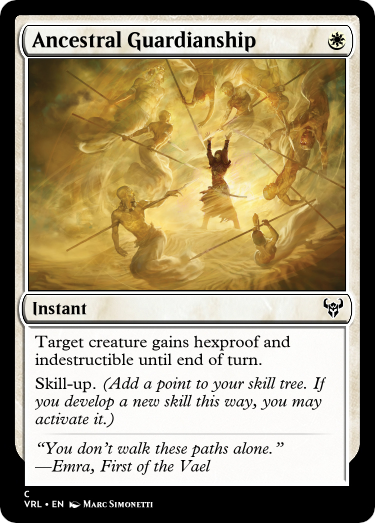 Ancestral Guardianship
Instant
Target creature gains hexproof and
indestructible until end of turn.
Skill-up. (Add a point to your skill tree. If
you develop a new skill this way, you may
activate it.)
“You don’t walk these paths alone.”
—Emra, First of the Vael
C
VRL • EN Marc Simonetti